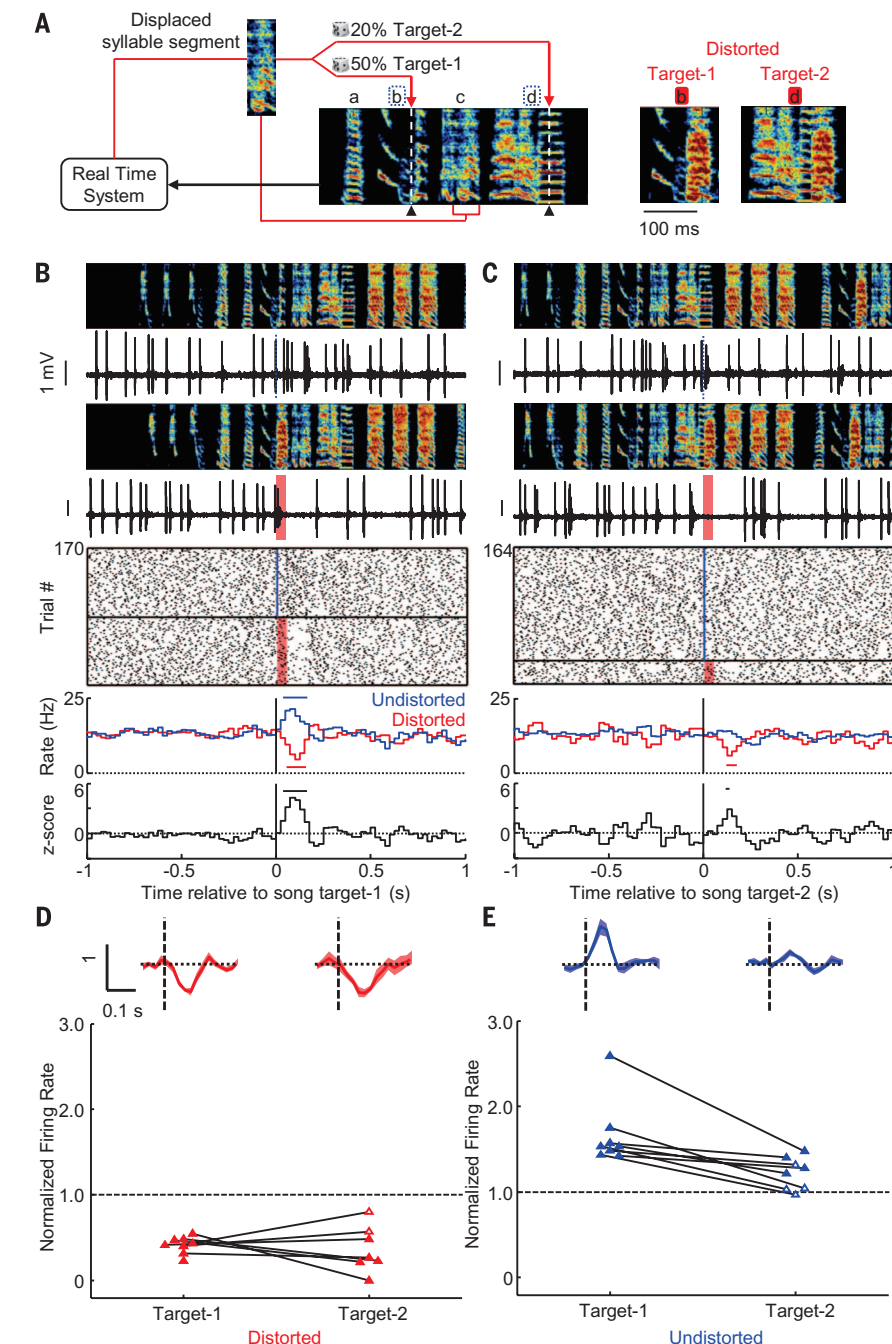 A
Displaced
syllable segment
20% Target-2
50% Target-1
a b c d
Real Time
System
Distorted
Target-1 Target-2
b d
100 ms
B
C
1 mV
170
164
Trial #
25
Rate (Hz)
0
Undistorted
Distorted
25
0
6
z-score
0
6
0
-1 -0.5 0 0.5 1
-1 -0.5 0 0.5 1
Time relative to song target-1 (s)
Time relative to song target-2 (s)
D
1
0.1 s
3.0
2.0
1.0
0
Normalized Firing Rate
Target-1 Target-2
Distorted
E
3.0
2.0
1.0
0
Normalized Firing Rate
Target-1 Target-2
Undistorted